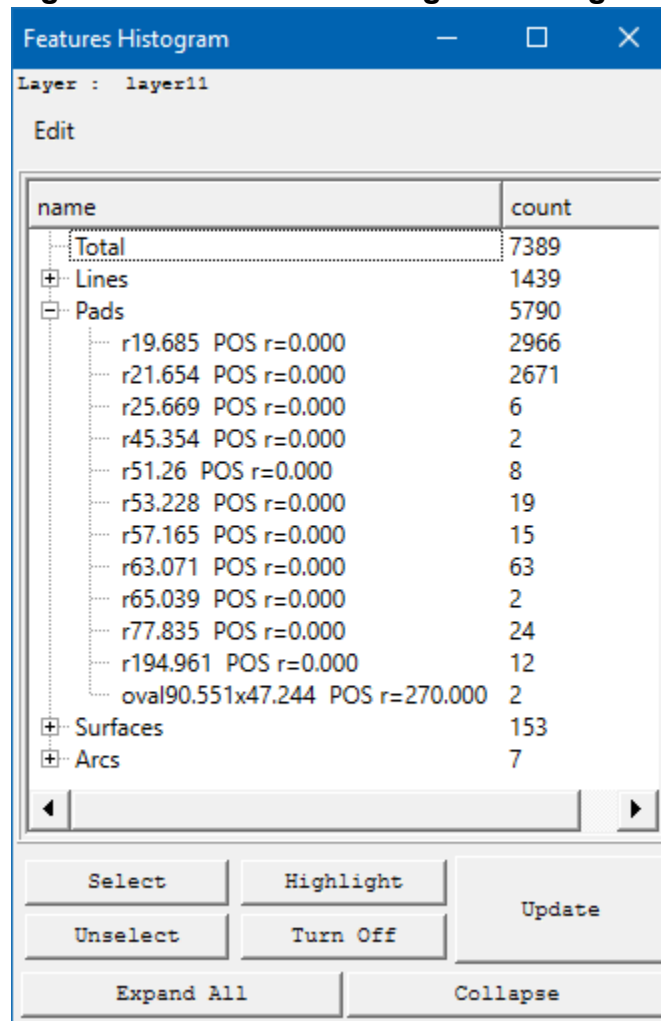 Features Histogram
Layer : layer11
Edit
name count
Total 7389
Lines 1439
Pads 5790
r19.685 POS r=0.000 2966
r21.654 POS r=0.000 2671
r25.669 POS r=0.000 6
r45.354 POS r=0.000 2
r51.26 POS r=0.000 8
r53.228 POS r=0.000 19
r57.165 POS r=0.000 15
r63.071 POS r=0.000 63
r65.039 POS r=0.000 2
r77.835 POS r=0.000 24
r194.961 POS r=0.000 12
oval90.551x47.244 POS r=270.000 2
Surfaces 153
Arcs 7
Select Highlight
Update
Unselect Turn Off
Expand All Collapse